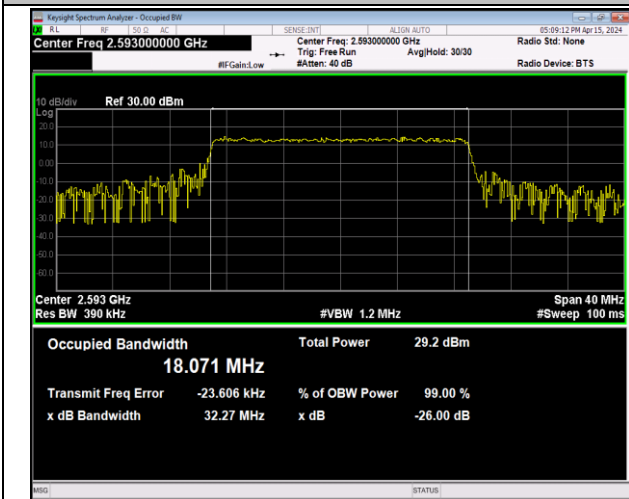 Keysight Spectrum Analyzer - Occupied BW
RL RF 50 Ω AC SENSE:INT ALIGN AUTO 05:09:12 PM Apr 15, 2024
Center Freq 2.593000000 GHz Center Freq: 2.593000000 GHz Radio Std: None
Trig: Free Run Avg|Hold: 30/30
#IFGain:Low #Atten: 40 dB Radio Device: BTS
10 dB/div Ref 30.00 dBm
Log
20.0
10.0
0.00
-10.0
-20.0
-30.0
-40.0
-50.0
-60.0
Center 2.593 GHz Span 40 MHz
Res BW 390 kHz #VBW 1.2 MHz #Sweep 100 ms
Occupied Bandwidth Total Power 29.2 dBm
18.071 MHz
Transmit Freq Error -23.606 kHz % of OBW Power 99.00 %
x dB Bandwidth 32.27 MHz x dB -26.00 dB
MSG STATUS